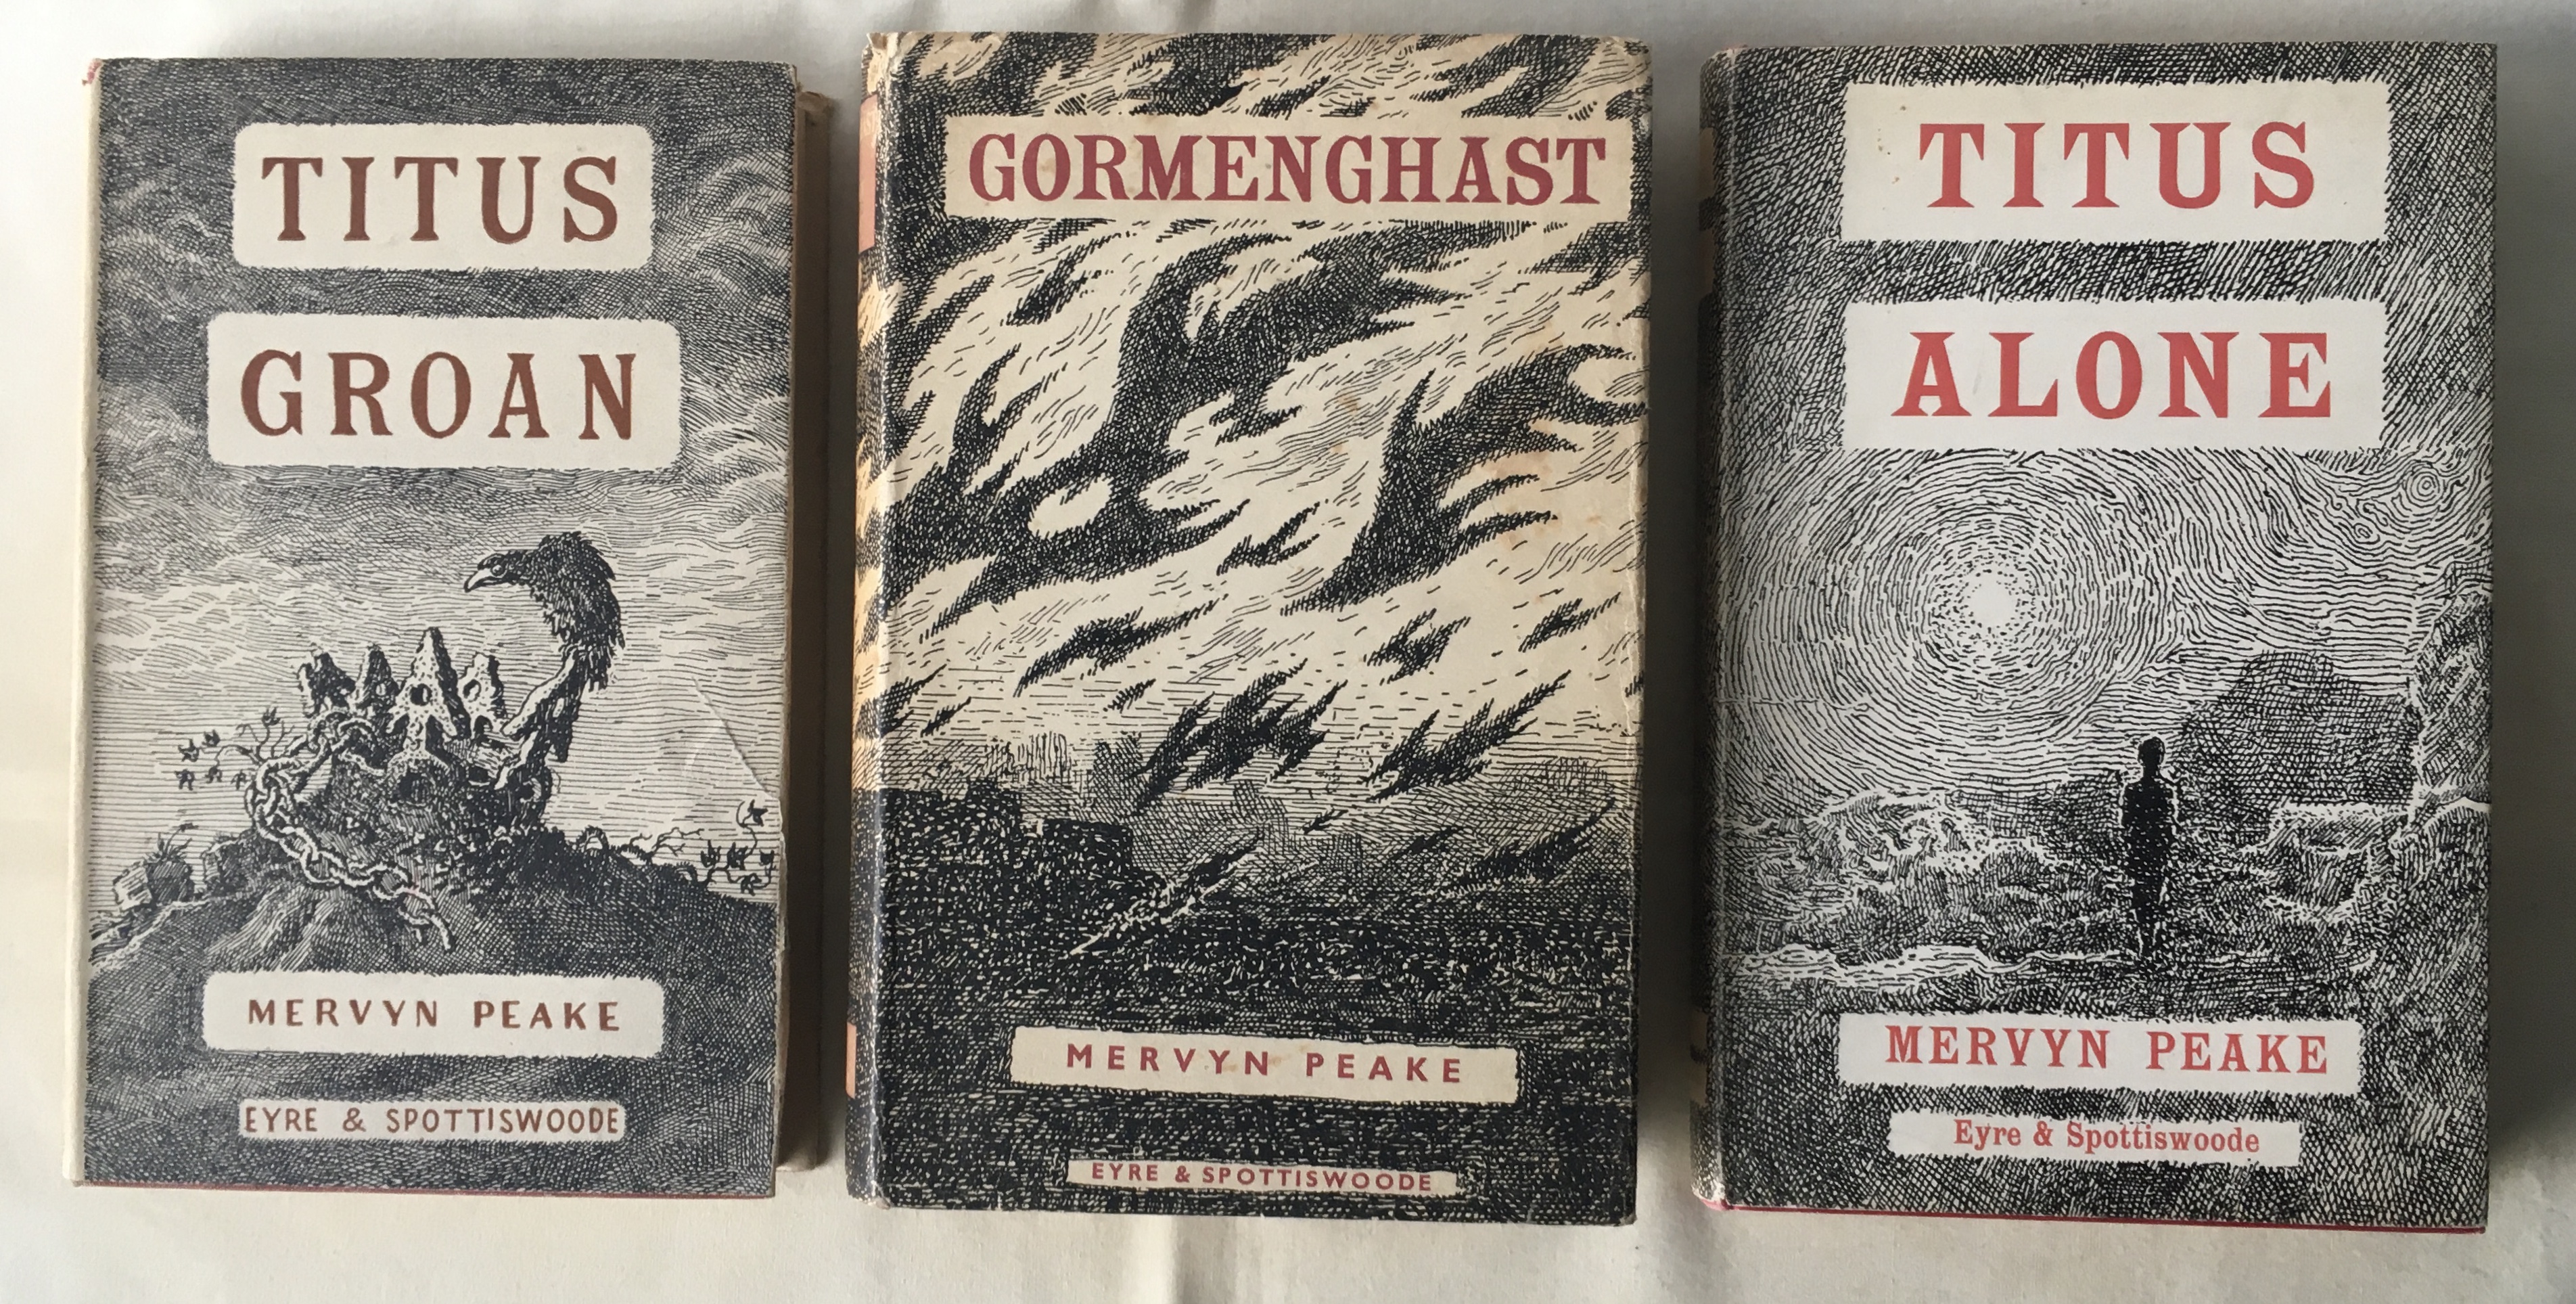 TITUS
GROAN
MERVYN PEAKE
EYRE & SPOTTISWOODE
GORMENGHAST
MERVYN PEAKE
EYRE & SPOTTISWOODE
TITUS
ALONE
MERVYN PEAKE
Eyre & Spottiswoode